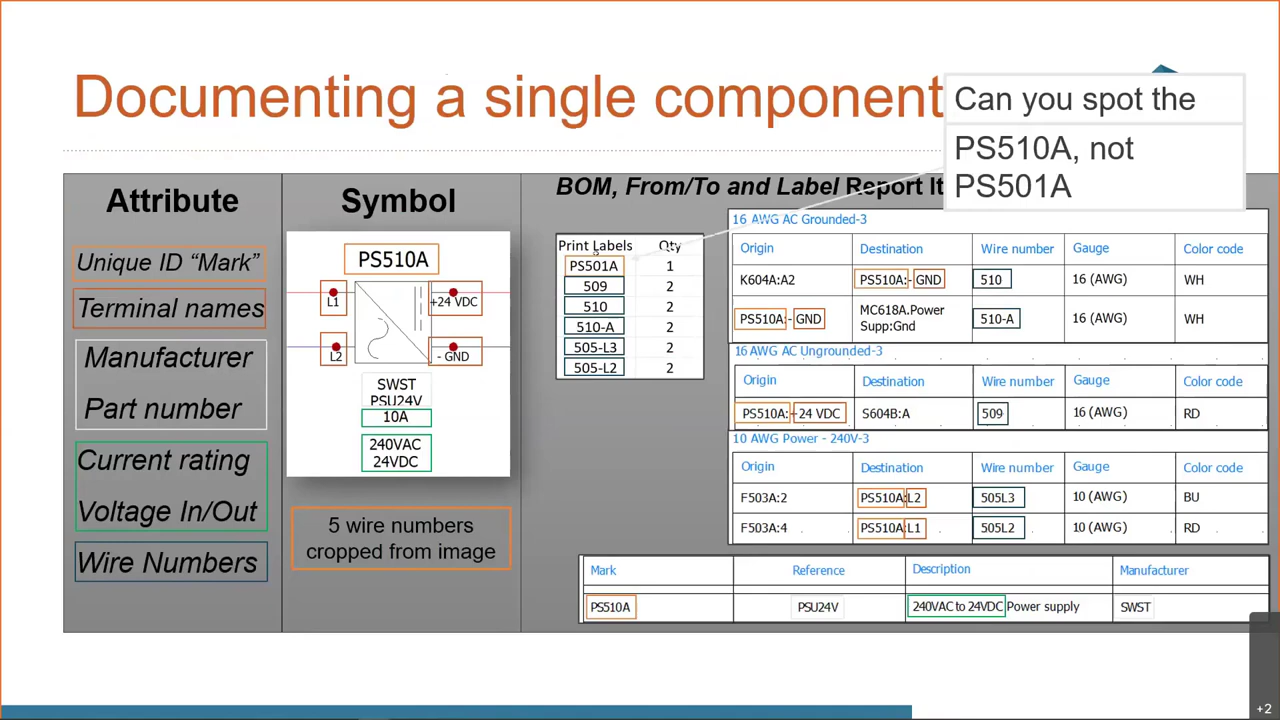 Documenting a single component
Can you spot the
PS510A, not
PS501A
Attribute
Unique ID “Mark”
Terminal names
Manufacturer
Part number
Current rating
Voltage In/Out
Wire Numbers
Symbol
PS510A
L1
+24 VDC
L2
- GND
SWST
PSU24V
10A
240VAC
24VDC
5 wire numbers
cropped from image
BOM, From/To and Label Report It
Print Labels Qty
PS501A 1
509 2
510 2
510-A 2
505-L3 2
505-L2 2
16 AWG AC Grounded-3
Origin Destination Wire number Gauge Color code
K604A:A2 PS510A:- GND 510 16 (AWG) WH
PS510A:- GND MC618A.Power Supp:Gnd 510-A 16 (AWG) WH
16 AWG AC Ungrounded-3
Origin Destination Wire number Gauge Color code
PS510A:+24 VDC S604B:A 509 16 (AWG) RD
10 AWG Power - 240V-3
Origin Destination Wire number Gauge Color code
F503A:2 PS510A:L2 505L3 10 (AWG) BU
F503A:4 PS510A:L1 505L2 10 (AWG) RD
Mark Reference Description Manufacturer
PS510A PSU24V 240VAC to 24VDC Power supply SWST
+2